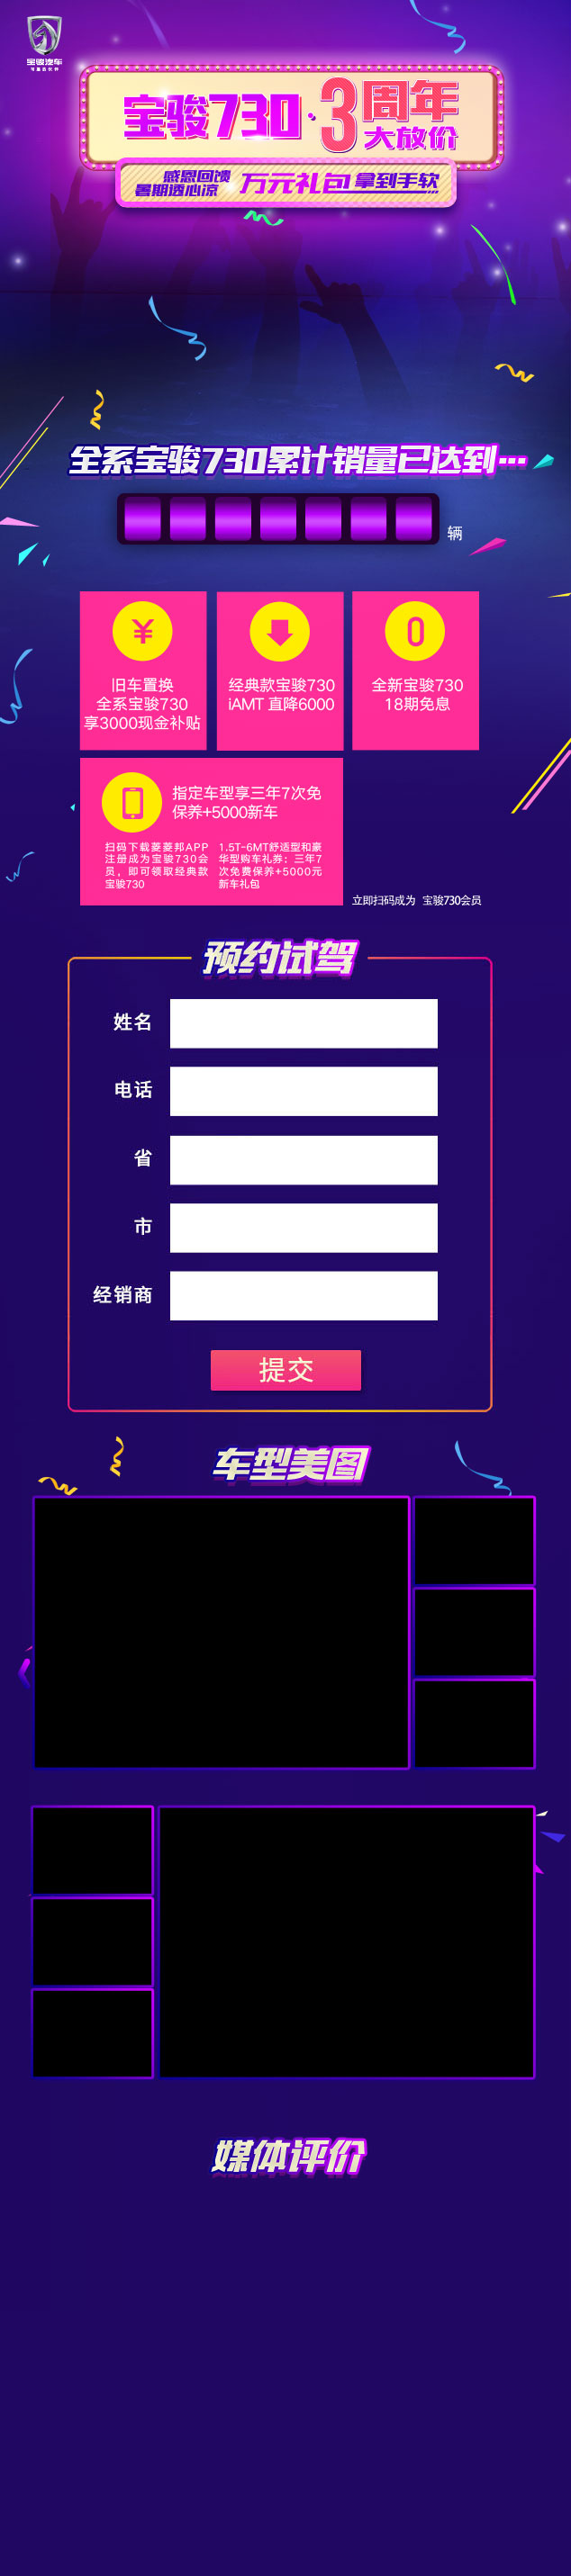 宝骏汽车
可靠的伙伴
宝骏730·3周年
大放价
感恩回馈
暑期透心凉
万元礼包 拿到手软
全系宝骏730累计销量已达到···
辆
¥
旧车置换
全系宝骏730
享3000现金补贴
经典款宝骏730
iAMT 直降6000
0
全新宝骏730
18期免息
指定车型享三年7次免
保养+5000新车
扫码下载菱菱邦APP
注册成为宝骏730会
员，即可领取经典款
宝骏730
1.5T-6MT舒适型和豪
华型购车礼券：三年7
次免费保养+5000元
新车礼包
立即扫码成为 宝骏730会员
预约试驾
姓名
电话
省
市
经销商
提交
车型美图
媒体评价